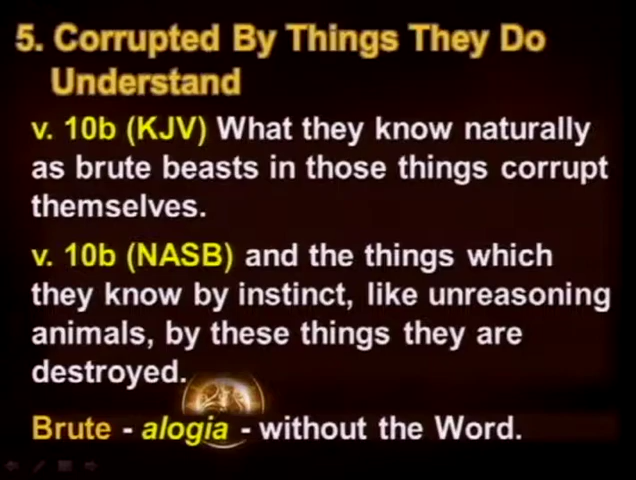 5. Corrupted By Things They Do
Understand
v. 10b (KJV) What they know naturally
as brute beasts in those things corrupt
themselves.
v. 10b (NASB) and the things which
they know by instinct, like unreasoning
animals, by these things they are
destroyed.
Brute - alogia - without the Word.